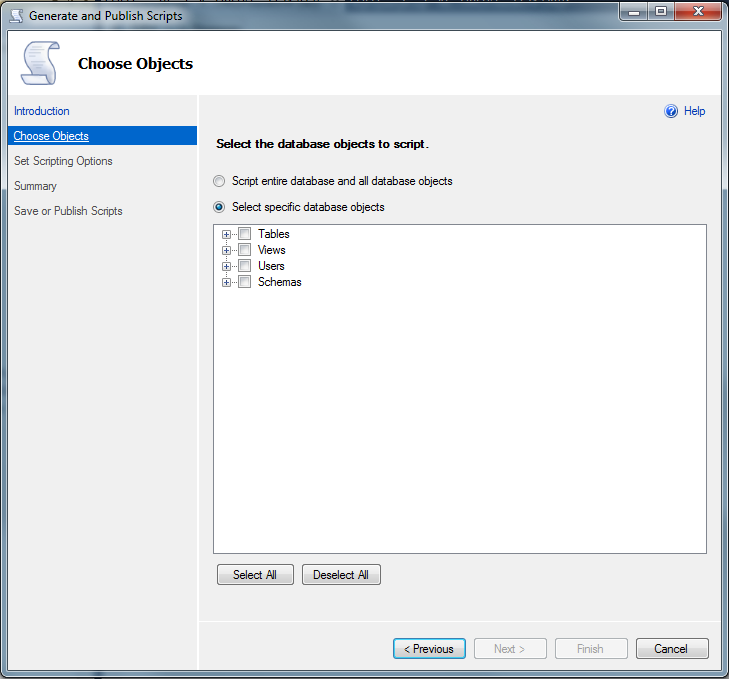 Generate and Publish Scripts
Choose Objects
Introduction
Choose Objects
Set Scripting Options
Summary
Save or Publish Scripts
Help
Select the database objects to script.
Script entire database and all database objects
Select specific database objects
Tables
Views
Users
Schemas
Select All
Deselect All
< Previous
Next >
Finish
Cancel